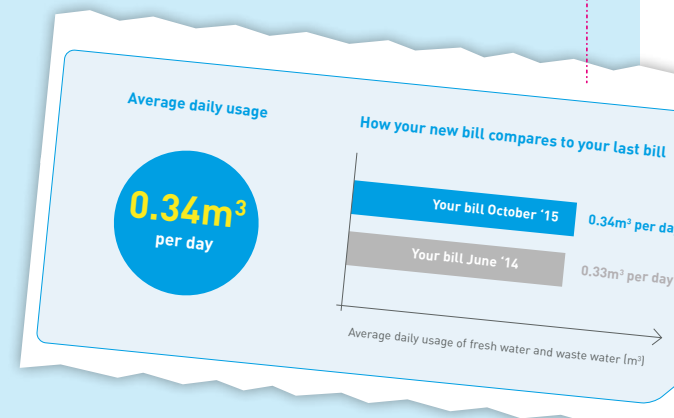 Average daily usage
0.34m³
per day
How your new bill compares to your last bill
Your bill October ‘15
0.34m³ per da
Your bill June ‘14
0.33m³ per day
Average daily usage of fresh water and waste water (m³)